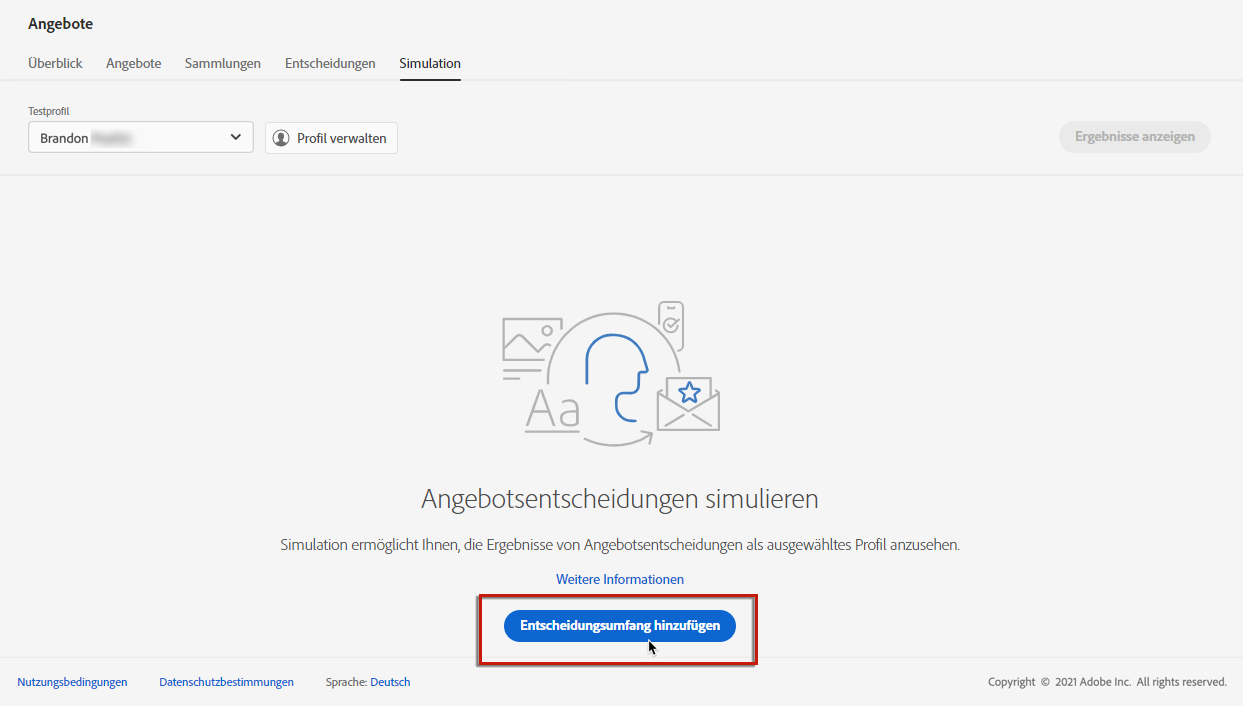 Angebote
Überblick Angebote Sammlungen Entscheidungen Simulation
Testprofil
Brandon
Profil verwalten
Ergebnisse anzeigen
Aa
Angebotsentscheidungen simulieren
Simulation ermöglicht Ihnen, die Ergebnisse von Angebotsentscheidungen als ausgewähltes Profil anzusehen.
Weitere Informationen
Entscheidungsumfang hinzufügen
Nutzungsbedingungen Datenschutzbestimmungen Sprache: Deutsch Copyright © 2021 Adobe Inc. All rights reserved.